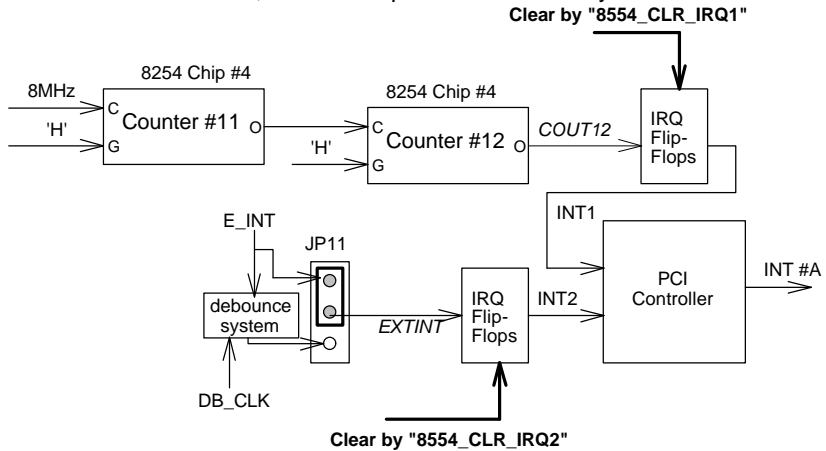 Clear by "8554_CLR_IRQ1"
8254 Chip #4
8MHz
C
'H'
G
Counter #11
O
8254 Chip #4
C
'H'
G
Counter #12
O
COUT12
IRQ
Flip-
Flops
INT1
E_INT
JP11
debounce
system
DB_CLK
EXTINT
IRQ
Flip-
Flops
INT2
PCI
Controller
INT #A
Clear by "8554_CLR_IRQ2"